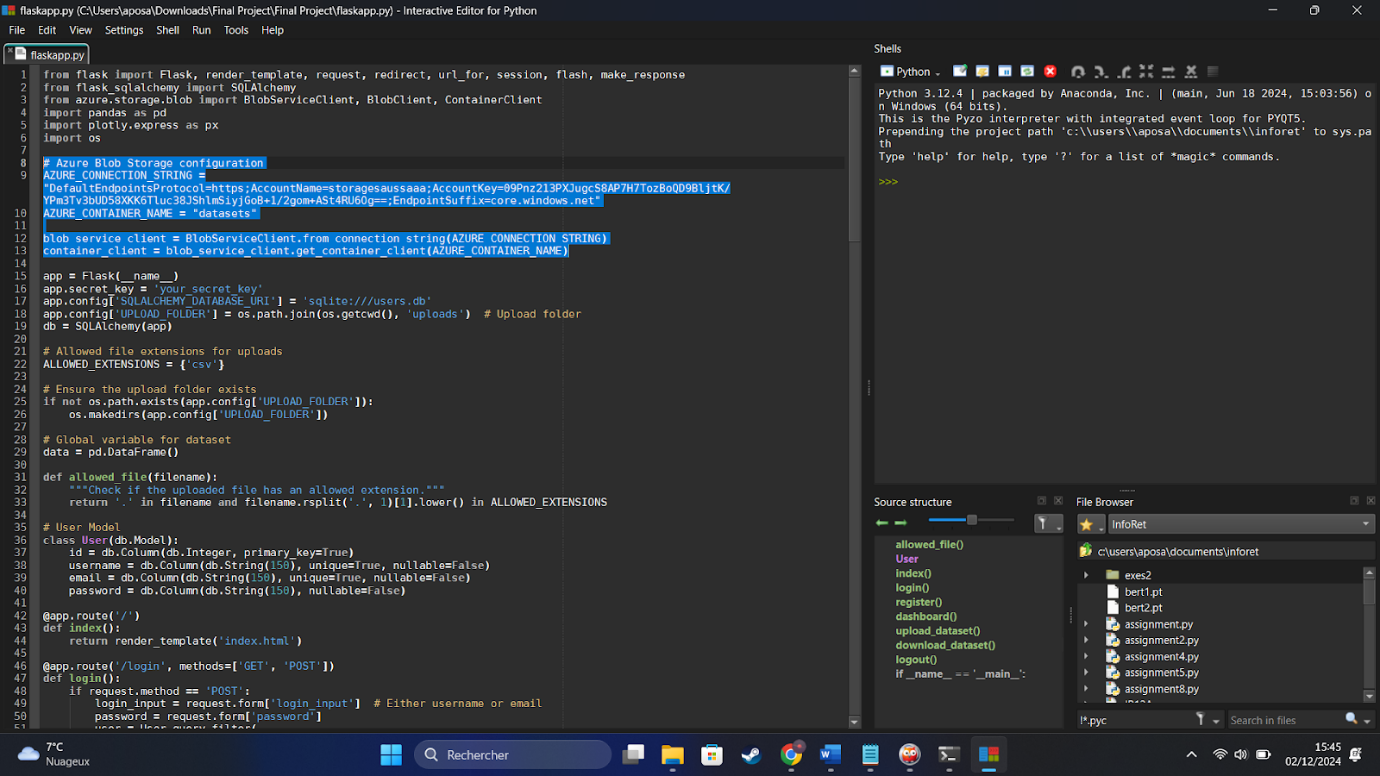 flaskapp.py (C:\Users\aposa\Downloads\Final Project\Final Project\flaskapp.py) - Interactive Editor for Python
File Edit View Settings Shell Run Tools Help
flaskapp.py
1 from flask import Flask, render_template, request, redirect, url_for, session, flash, make_response
2 from flask_sqlalchemy import SQLAlchemy
3 from azure.storage.blob import BlobServiceClient, BlobClient, ContainerClient
4 import pandas as pd
5 import plotly.express as px
6 import os
7
8 # Azure Blob Storage configuration
9 AZURE_CONNECTION_STRING =
"DefaultEndpointsProtocol=https;AccountName=storagesaussaaa;AccountKey=
;EndpointSuffix=core.windows.net"
10 AZURE_CONTAINER_NAME = "datasets"
11
12 blob_service_client = BlobServiceClient.from_connection_string(AZURE_CONNECTION_STRING)
13 container_client = blob_service_client.get_container_client(AZURE_CONTAINER_NAME)
14
15 app = Flask(__name__)
16 app.secret_key = 'your_secret_key'
17 app.config['SQLALCHEMY_DATABASE_URI'] = 'sqlite:///users.db'
18 app.config['UPLOAD_FOLDER'] = os.path.join(os.getcwd(), 'uploads')  # Upload folder
19 db = SQLAlchemy(app)
20
21 # Allowed file extensions for uploads
22 ALLOWED_EXTENSIONS = {'csv'}
23
24 # Ensure the upload folder exists
25 if not os.path.exists(app.config['UPLOAD_FOLDER']):
26     os.makedirs(app.config['UPLOAD_FOLDER'])
27
28 # Global variable for dataset
29 data = pd.DataFrame()
30
31 def allowed_file(filename):
32     """Check if the uploaded file has an allowed extension."""
33     return '.' in filename and filename.rsplit('.', 1)[1].lower() in ALLOWED_EXTENSIONS
34
35 # User Model
36 class User(db.Model):
37     id = db.Column(db.Integer, primary_key=True)
38     username = db.Column(db.String(150), unique=True, nullable=False)
39     email = db.Column(db.String(150), unique=True, nullable=False)
40     password = db.Column(db.String(150), nullable=False)
41
42 @app.route('/')
43 def index():
44     return render_template('index.html')
45
46 @app.route('/login', methods=['GET', 'POST'])
47 def login():
48     if request.method == 'POST':
49         login_input = request.form['login_input']  # Either username or email
50         password = request.form['password']
Shells
Python
Python 3.12.4 | packaged by Anaconda, Inc. | (main, Jun 18 2024, 15:03:56) o
n Windows (64 bits).
This is the Pyzo interpreter with integrated event loop for PYQT5.
Prepending the project path 'c:\\users\\aposa\\documents\\inforet' to sys.pa
th
Type 'help' for help, type '?' for a list of *magic* commands.
>>>
Source structure
allowed_file()
User
index()
login()
register()
dashboard()
upload_dataset()
download_dataset()
logout()
if __name__ == '__main__':
File Browser
InfoRet
c:\users\aposa\documents\inforet
exes2
bert1.pt
bert2.pt
assignment.py
assignment2.py
assignment4.py
assignment5.py
assignment8.py
!*.pyc
Search in files
7°C
Nuageux
Rechercher
15:45
02/12/2024